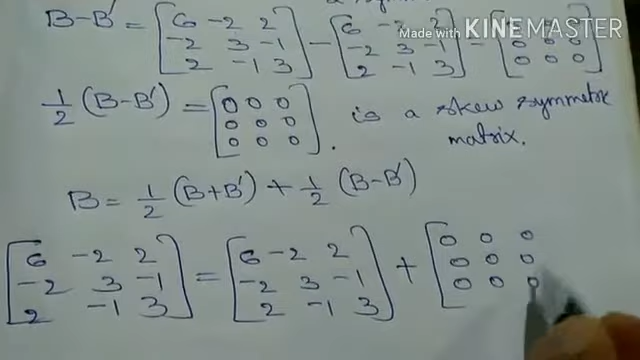 Made with KINEMASTER
B-B' = [6 -2 2
-2 3 -1
2 -1 3] - [6 -2 2
-2 3 -1
2 -1 3] =
[0 0 0
0 0 0]
1/2 (B-B') = [0 0 0
0 0 0
0 0 0]. is a skew symmetric
matrix.
B = 1/2 (B+B') + 1/2 (B-B')
[6 -2 2
-2 3 -1
2 -1 3] = [6 -2 2
-2 3 -1
2 -1 3] + [0 0 0
0 0 0
0 0 0